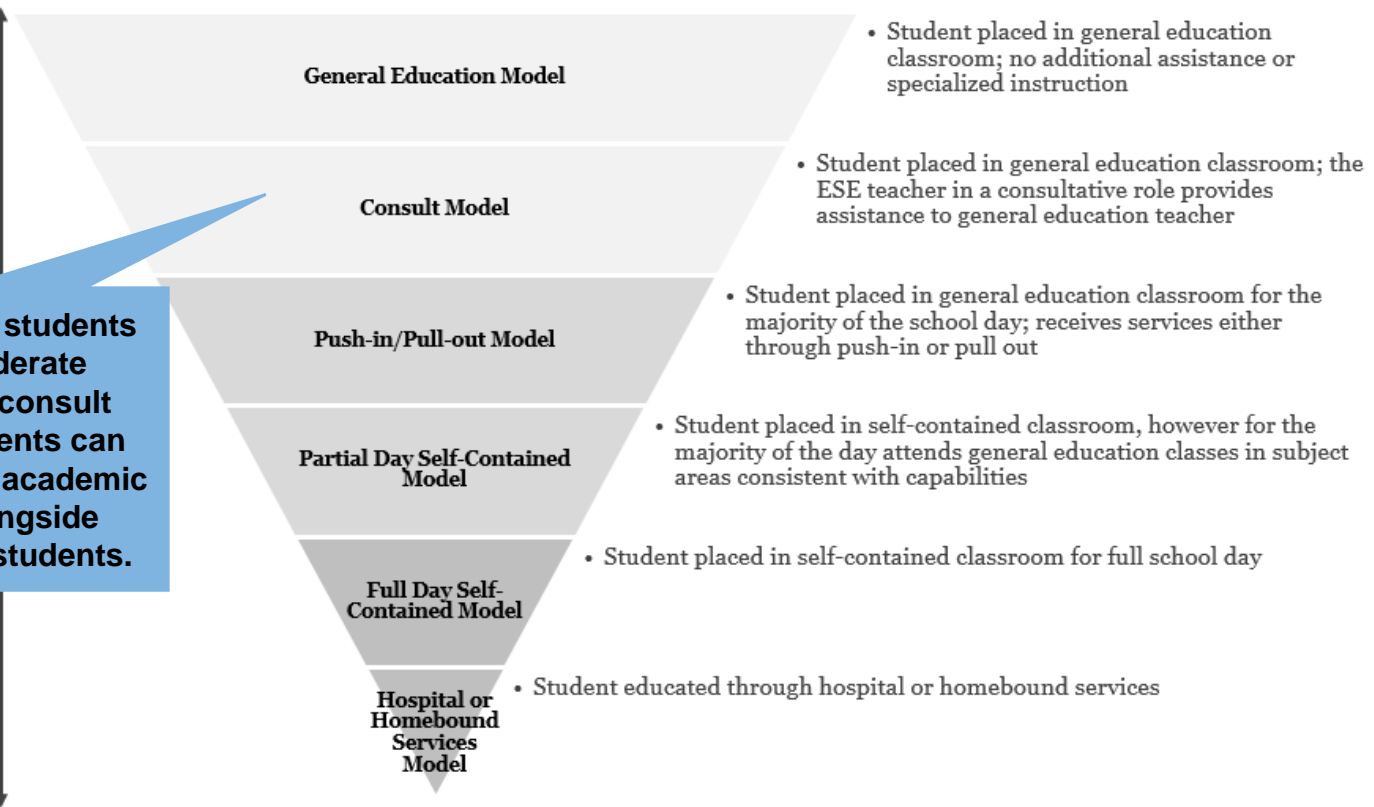 General Education Model
• Student placed in general education
classroom; no additional assistance or
specialized instruction
Consult Model
• Student placed in general education classroom; the
ESE teacher in a consultative role provides
assistance to general education teacher
Push-in/Pull-out Model
• Student placed in general education classroom for the
majority of the school day; receives services either
through push-in or pull out
students
consult
can
academic
students.
Partial Day Self-Contained
Model
• Student placed in self-contained classroom, however for the
majority of the day attends general education classes in subject
areas consistent with capabilities
Full Day Self-
Contained Model
• Student placed in self-contained classroom for full school day
Hospital or
Homebound
Services
Model
• Student educated through hospital or homebound services